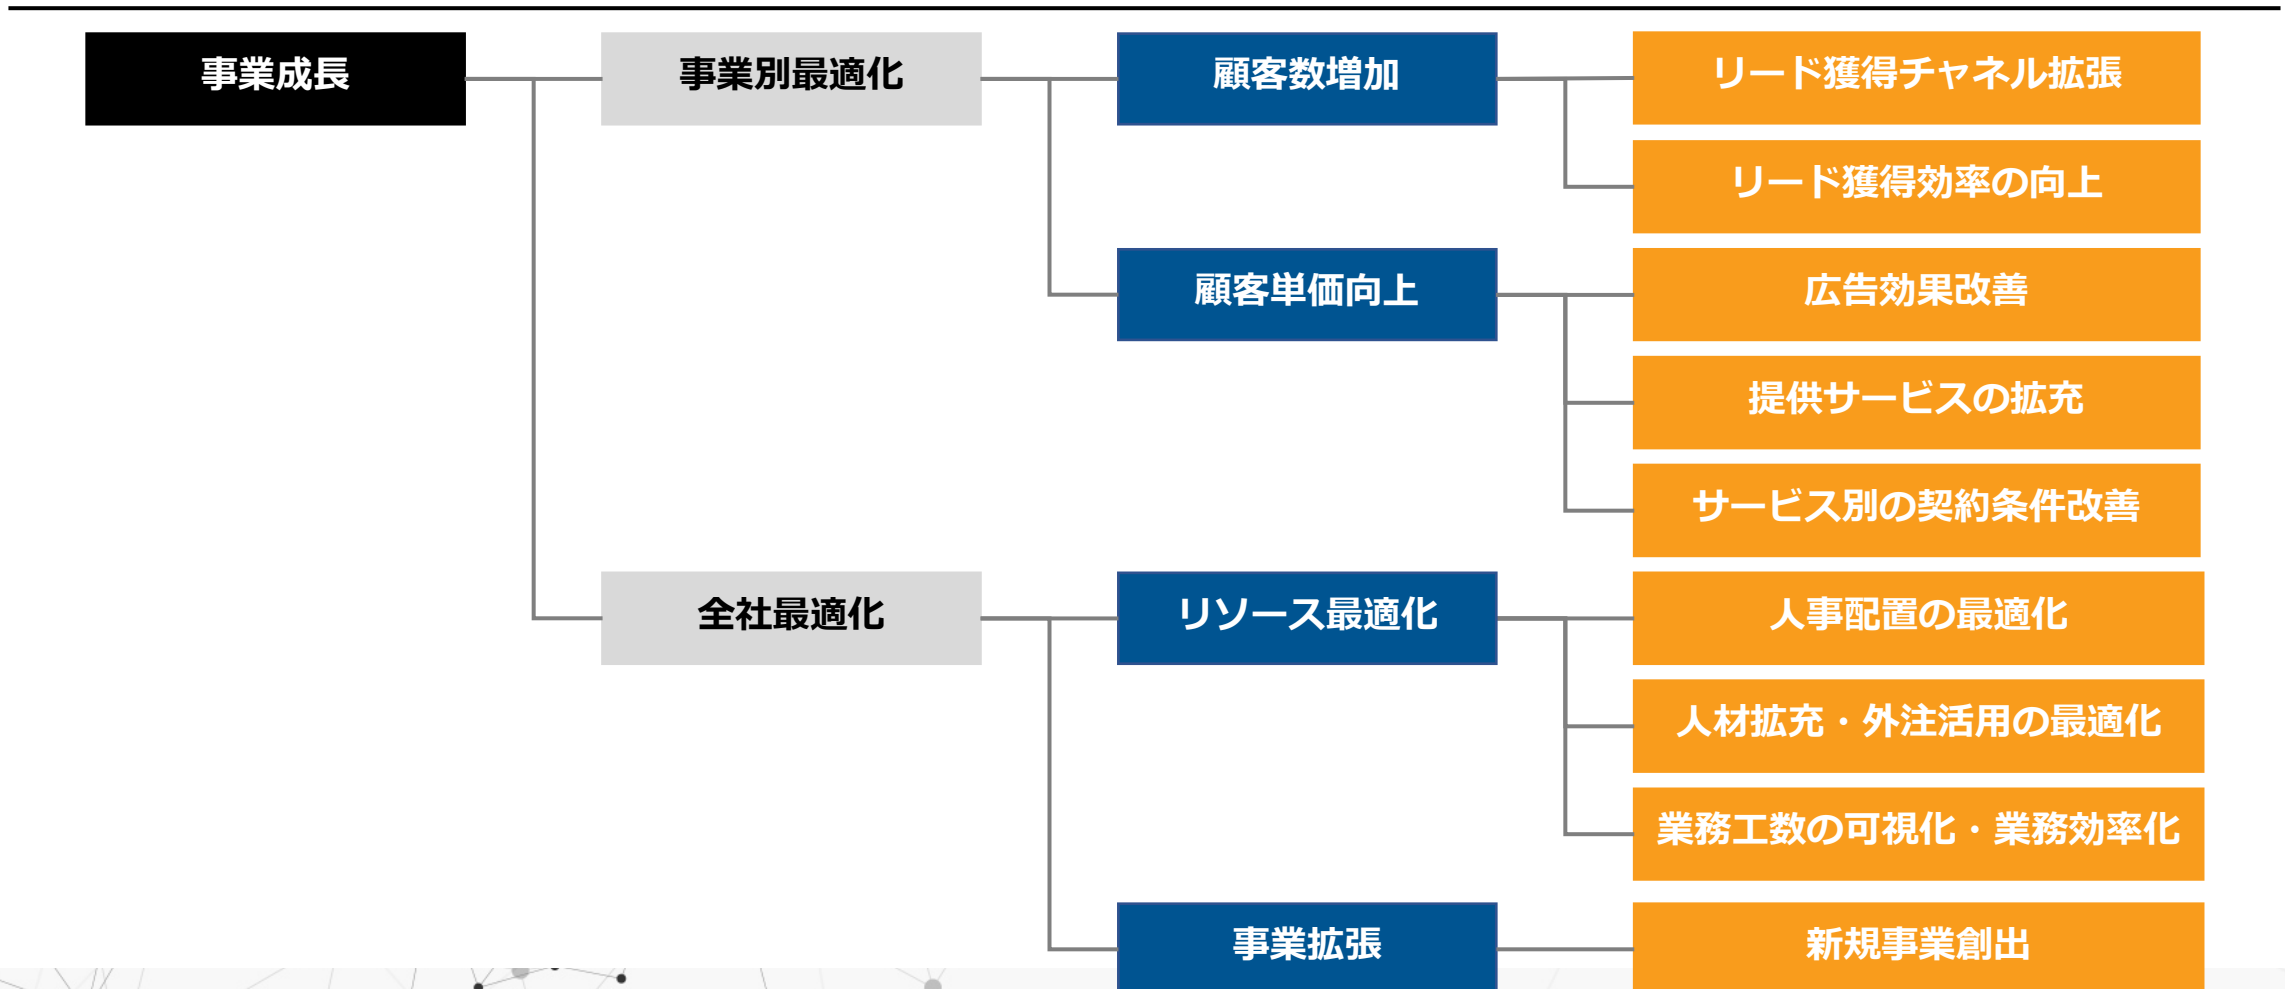 事業成長
事業別最適化
顧客数増加
リード獲得チャネル拡張
リード獲得効率の向上
顧客単価向上
広告効果改善
提供サービスの拡充
サービス別の契約条件改善
全社最適化
リソース最適化
人事配置の最適化
人材拡充・外注活用の最適化
業務工数の可視化・業務効率化
事業拡張
新規事業創出